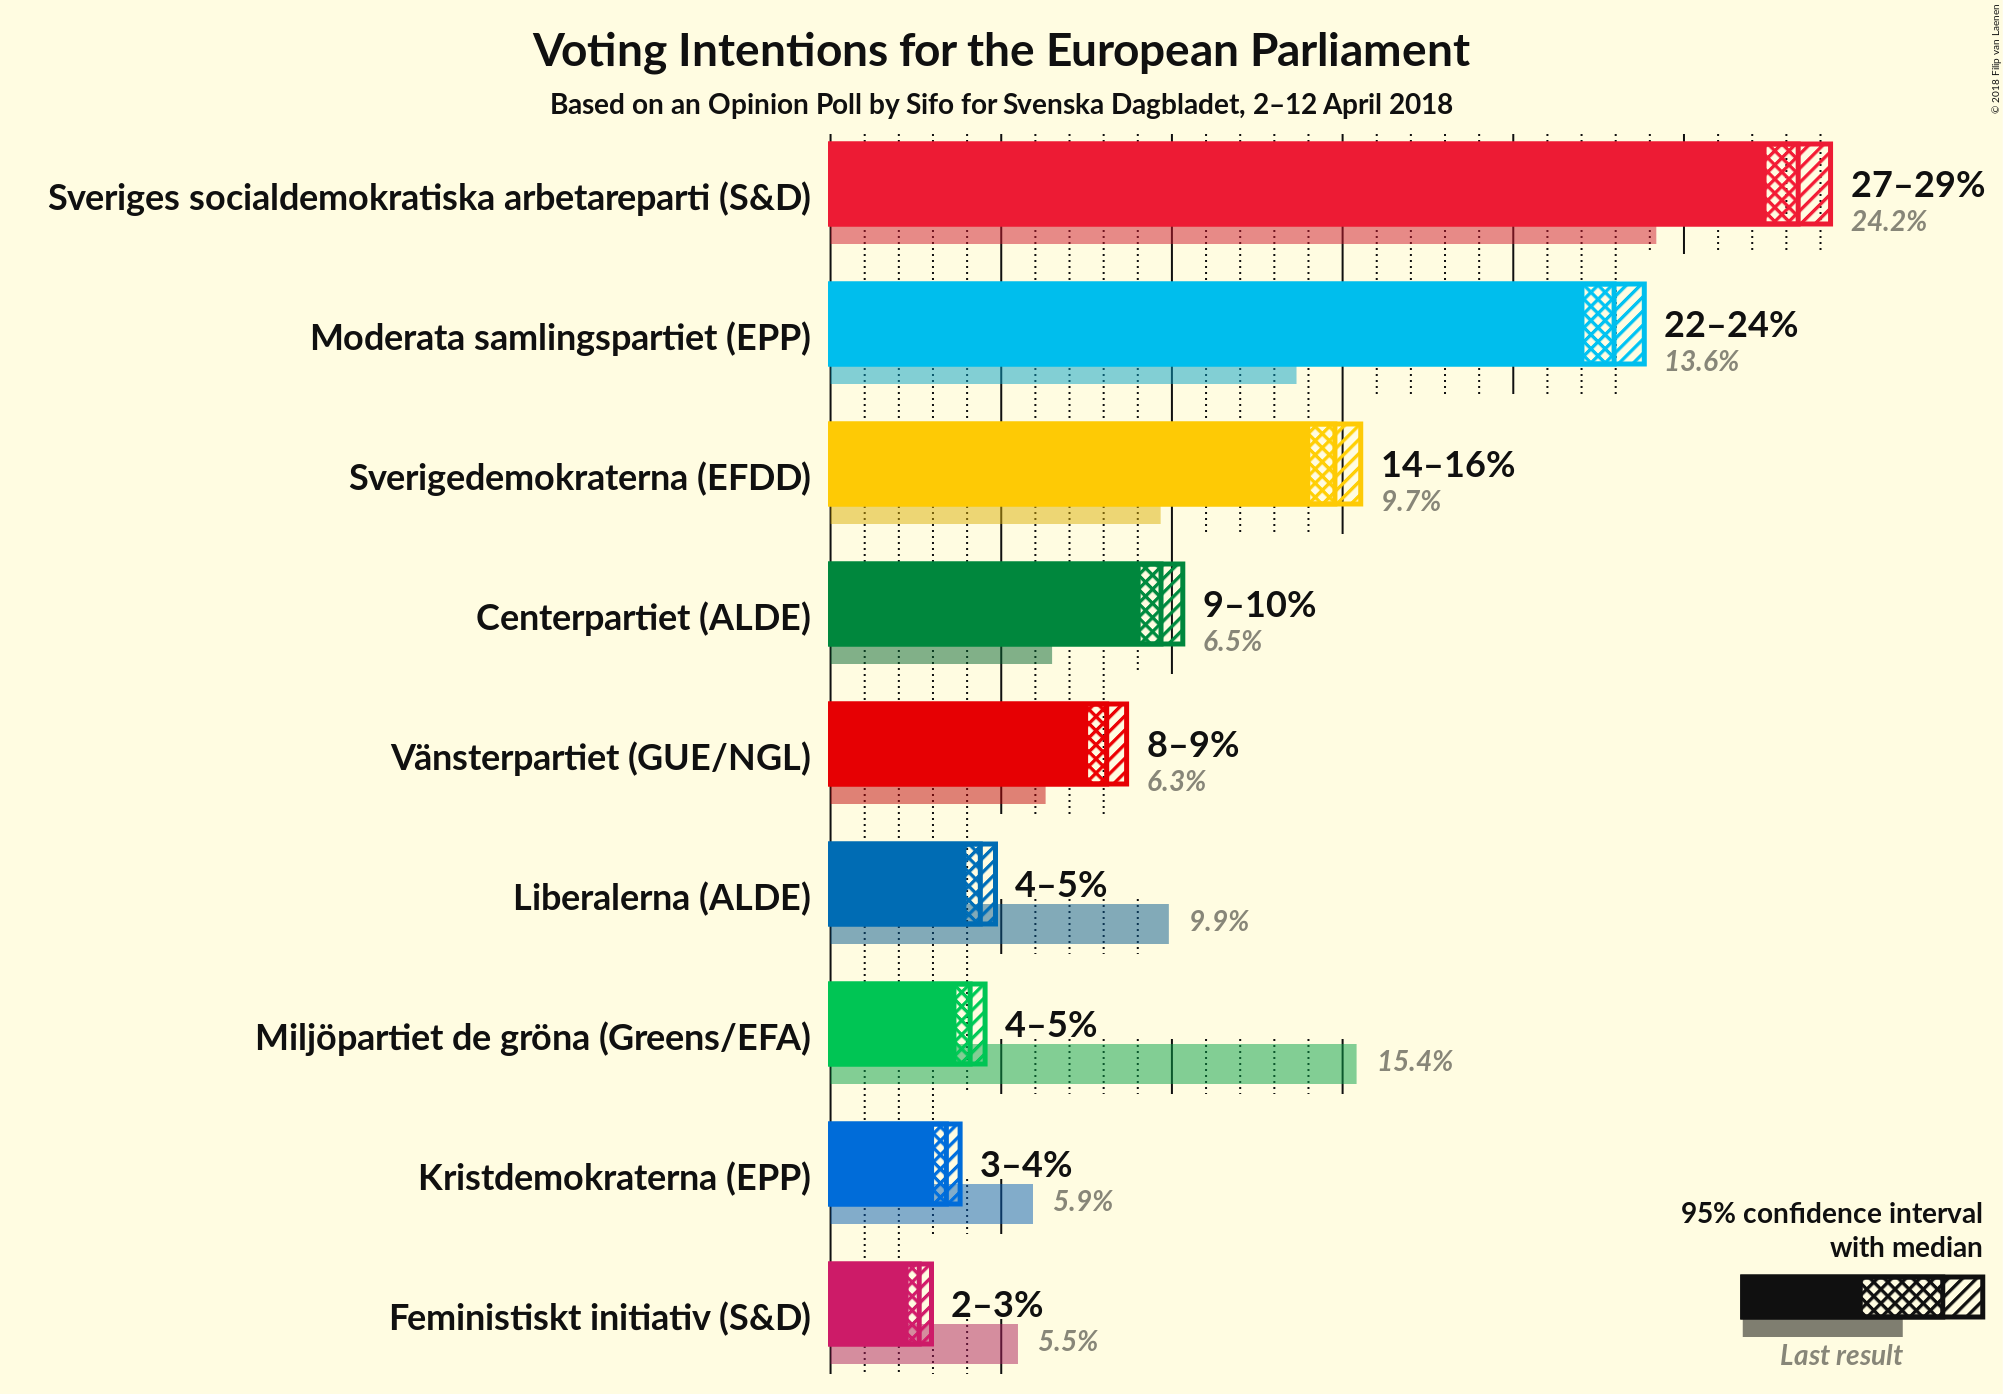 Voting Intentions for the European Parliament
Based on an Opinion Poll by Sifo for Svenska Dagbladet, 2–12 April 2018
© 2018 Filip van Laenen
Sveriges socialdemokratiska arbetareparti (S&D)
27–29%
24.2%
Moderata samlingspartiet (EPP)
22–24%
13.6%
Sverigedemokraterna (EFDD)
14–16%
9.7%
Centerpartiet (ALDE)
9–10%
6.5%
Vänsterpartiet (GUE/NGL)
8–9%
6.3%
Liberalerna (ALDE)
4–5%
9.9%
Miljöpartiet de gröna (Greens/EFA)
4–5%
15.4%
Kristdemokraterna (EPP)
3–4%
5.9%
Feministiskt initiativ (S&D)
2–3%
5.5%
95% confidence interval
with median
Last result